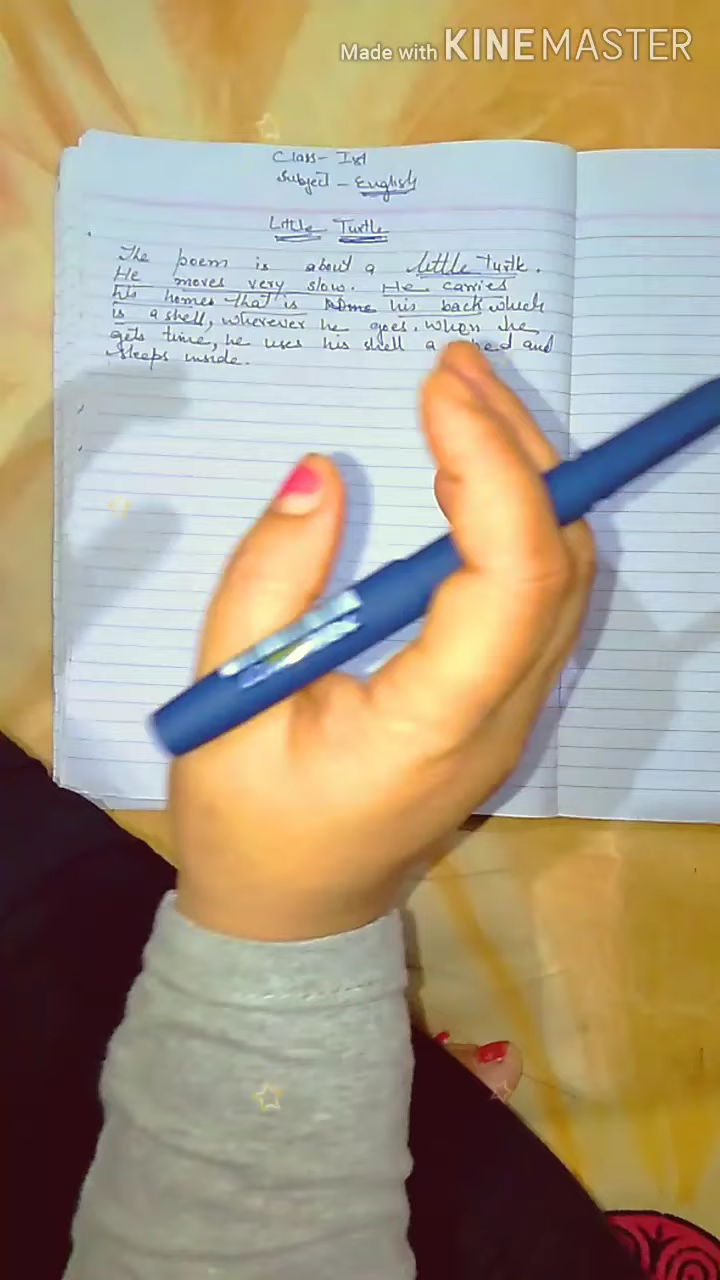 Made with KINEMASTER
Class- Ist
Subject - English
Little Turtle
The poem is about a little turtle.
He moves very slow. He carries
his homes that is his back which
is a shell, wherever he goes. When he
gets time, he uses his shell a bed and
sleeps inside.